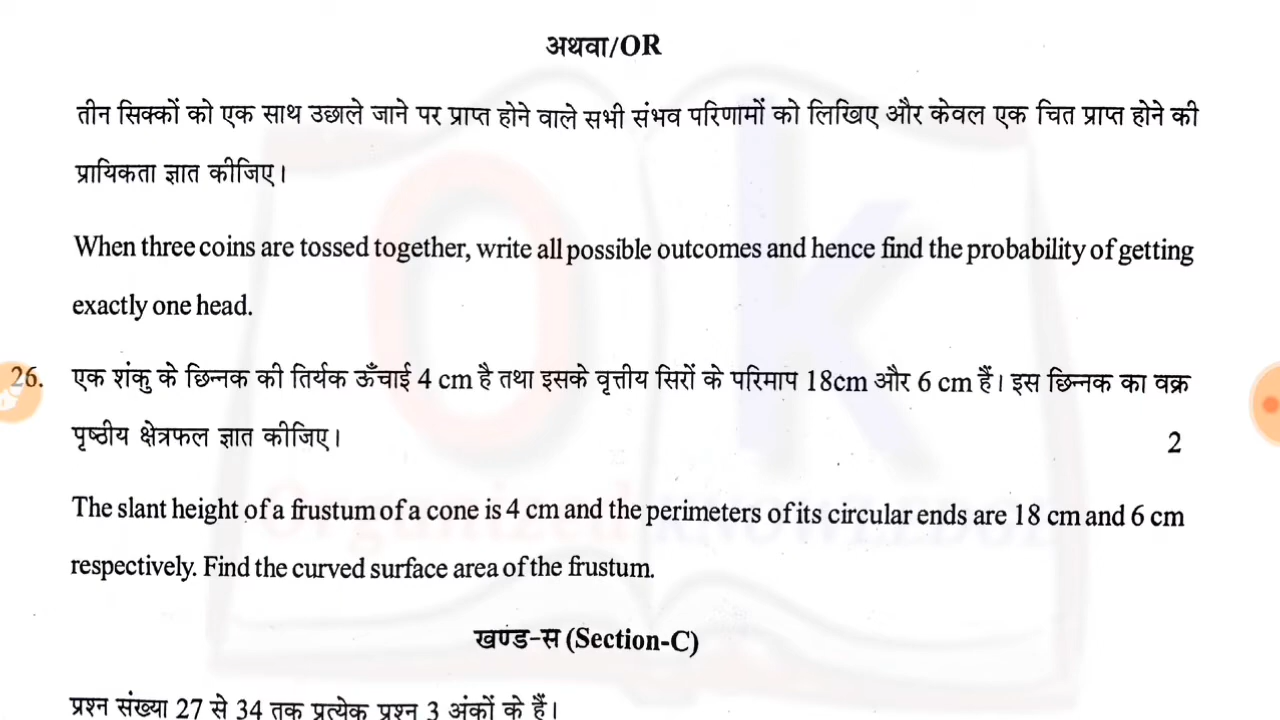 अथवा/OR
तीन सिक्कों को एक साथ उछाले जाने पर प्राप्त होने वाले सभी संभव परिणामों को लिखिए और केवल एक चित प्राप्त होने की
प्रायिकता ज्ञात कीजिए।
When three coins are tossed together, write all possible outcomes and hence find the probability of getting
exactly one head.
26. एक शंकु के छिन्नक की तिर्यक ऊँचाई 4 cm है तथा इसके वृत्तीय सिरों के परिमाप 18cm और 6 cm हैं। इस छिन्नक का वक्र
पृष्ठीय क्षेत्रफल ज्ञात कीजिए। 2
The slant height of a frustum of a cone is 4 cm and the perimeters of its circular ends are 18 cm and 6 cm
respectively. Find the curved surface area of the frustum.
खण्ड-स (Section-C)
प्रश्न संख्या 27 से 34 तक प्रत्येक प्रश्न 3 अंकों के हैं।
Ok
Organized KNOWLEDGE